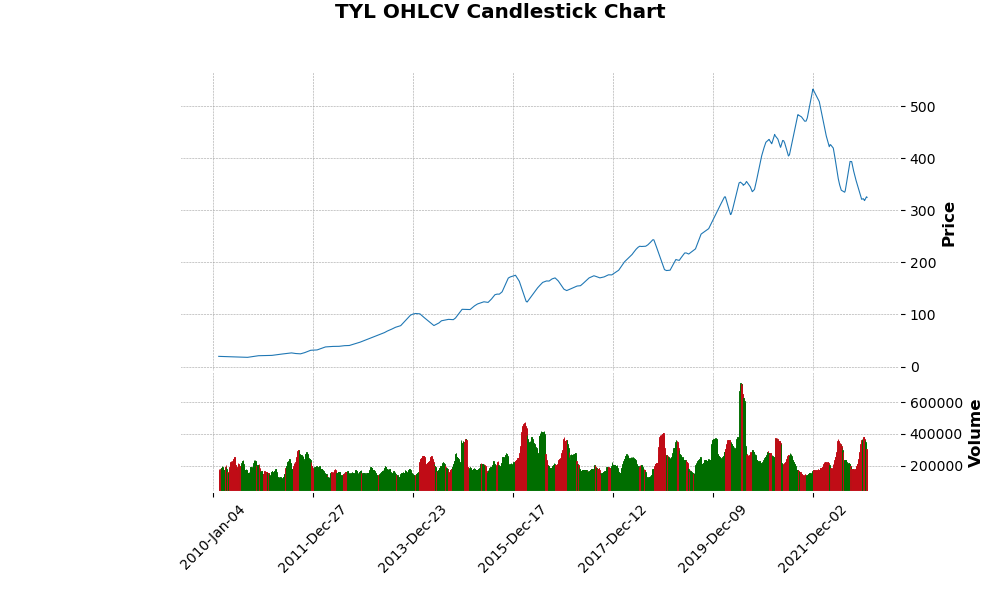 TYL OHLCV Candlestick Chart
500
400
300
200
100
0
Price
600000
400000
200000
Volume
2010-Jan-04
2011-Dec-27
2013-Dec-23
2015-Dec-17
2017-Dec-12
2019-Dec-09
2021-Dec-02